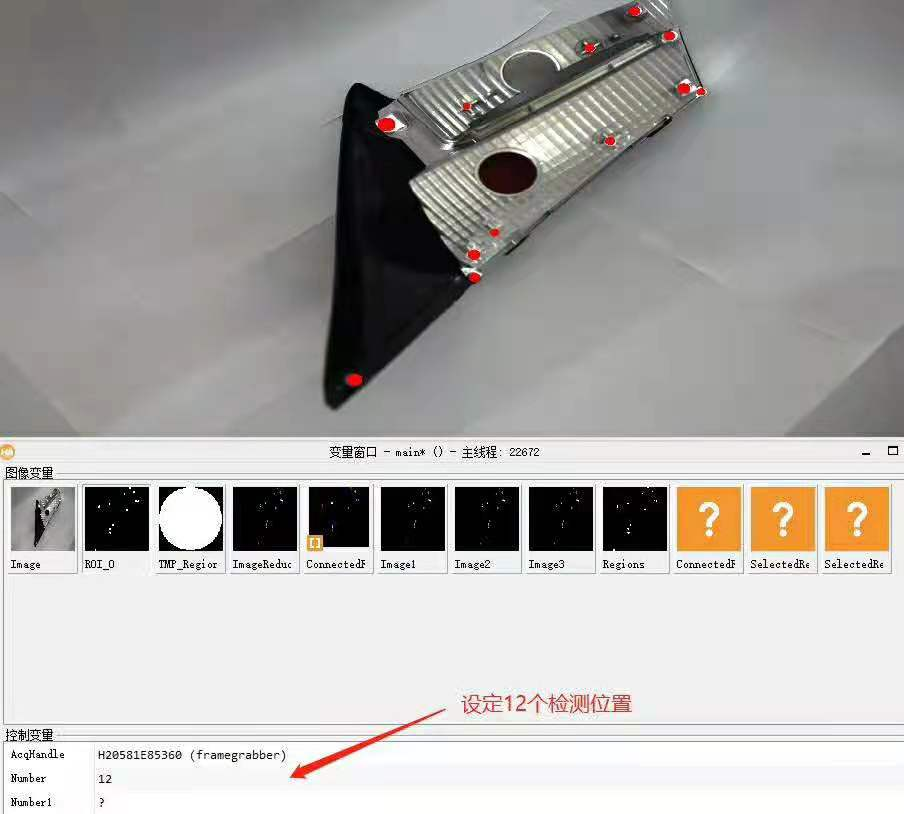 变量窗口 - main* () - 主线程: 22672
图像变量
Image
ROI_0
TMP_Region
ImageReduc
ConnectedR
Image1
Image2
Image3
Regions
ConnectedR
SelectedRe
SelectedRe
设定12个检测位置
控制变量
AcqHandle H20581E85360 (framegrabber)
Number 12
Number1 ?